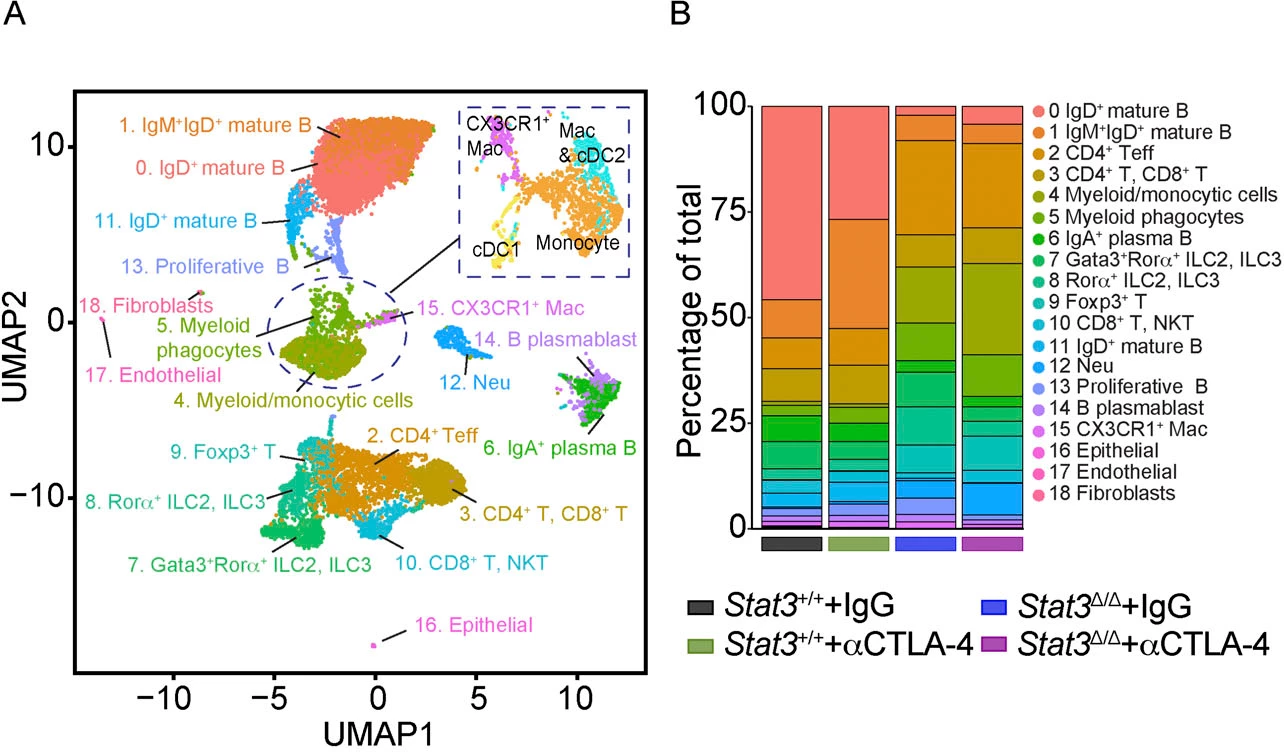 A
B
1. IgM⁺IgD⁺ mature B
0. IgD⁺ mature B
11. IgD⁺ mature B
13. Proliferative B
18. Fibroblasts
5. Myeloid
phagocytes
17. Endothelial
4. Myeloid/monocytic cells
15. CX3CR1⁺ Mac
14. B plasmablast
12. Neu
6. IgA⁺ plasma B
2. CD4⁺ Teff
9. Foxp3⁺ T
8. Rorα⁺ ILC2, ILC3
3. CD4⁺ T, CD8⁺ T
7. Gata3⁺Rorα⁺ ILC2, ILC3
10. CD8⁺ T, NKT
16. Epithelial
CX3CR1⁺
Mac
Mac
& cDC2
cDC1
Monocyte
10
0
−10
UMAP2
−10
−5
0
5
10
UMAP1
100
75
50
25
0
Percentage of total
0 IgD⁺ mature B
1 IgM⁺IgD⁺ mature B
2 CD4⁺ Teff
3 CD4⁺ T, CD8⁺ T
4 Myeloid/monocytic cells
5 Myeloid phagocytes
6 IgA⁺ plasma B
7 Gata3⁺Rorα⁺ ILC2, ILC3
8 Rorα⁺ ILC2, ILC3
9 Foxp3⁺ T
10 CD8⁺ T, NKT
11 IgD⁺ mature B
12 Neu
13 Proliferative B
14 B plasmablast
15 CX3CR1⁺ Mac
16 Epithelial
17 Endothelial
18 Fibroblasts
Stat3⁺/⁺+IgG
Stat3Δ/Δ+IgG
Stat3⁺/⁺+αCTLA-4
Stat3Δ/Δ+αCTLA-4